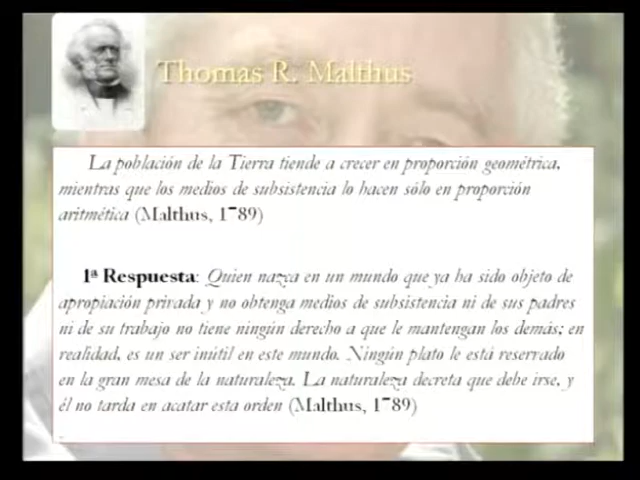 Thomas R. Malthus
La población de la Tierra tiende a crecer en proporción geométrica,
mientras que los medios de subsistencia lo hacen sólo en proporción
aritmética (Malthus, 1789)
1ª Respuesta: Quien nazca en un mundo que ya ha sido objeto de
apropiación privada y no obtenga medios de subsistencia ni de sus padres
ni de su trabajo no tiene ningún derecho a que le mantengan los demás; en
realidad, es un ser inútil en este mundo. Ningún plato le está reservado
en la gran mesa de la naturaleza. La naturaleza decreta que debe irse, y
él no tarda en acatar esta orden (Malthus, 1789)